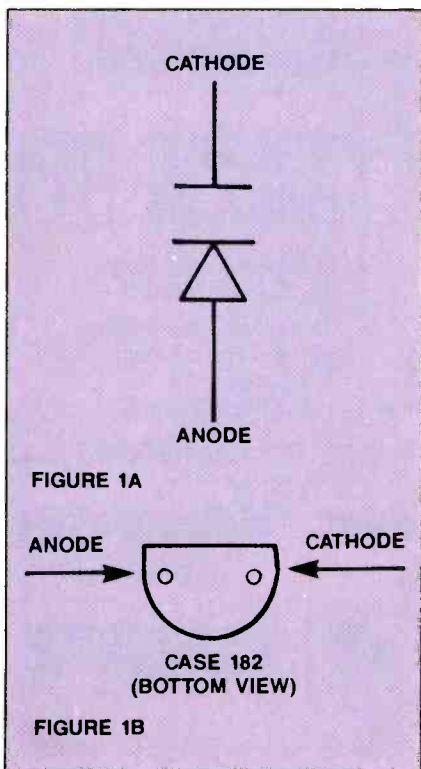 CATHODE
ANODE
FIGURE 1A
ANODE
CATHODE
CASE 182
(BOTTOM VIEW)
FIGURE 1B